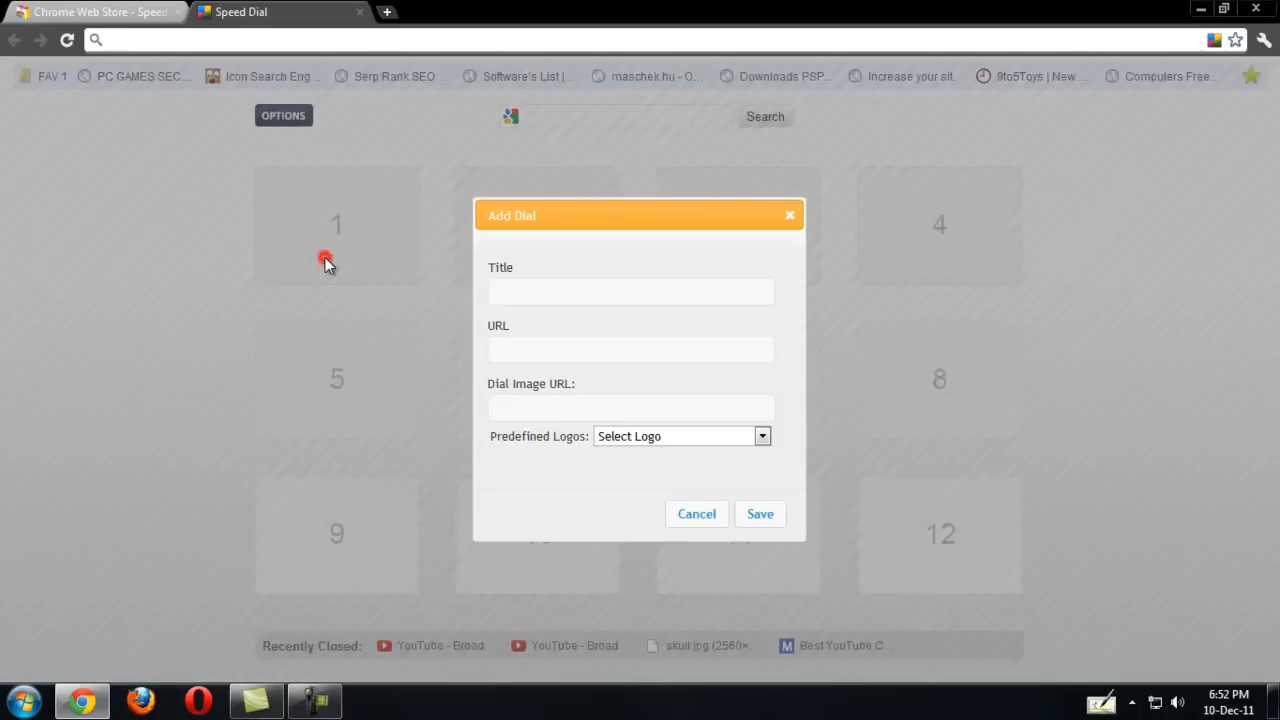 Chrome Web Store - Speed
Speed Dial
FAV 1
PC GAMES SEC...
Icon Search Eng...
Serp Rank SEO
Software's List |
maschek.hu - O...
Downloads PSP...
Increase your sit..
9to5Toys | New ...
Computers Free...
OPTIONS
Search
1
4
Add Dial
Title
URL
5
Dial Image URL:
8
Predefined Logos: Select Logo
Cancel Save
9
12
Recently Closed: YouTube - Broad. YouTube - Broad. skull.jpg (2560×.. Best YouTube C...
6:52 PM
10-Dec-11